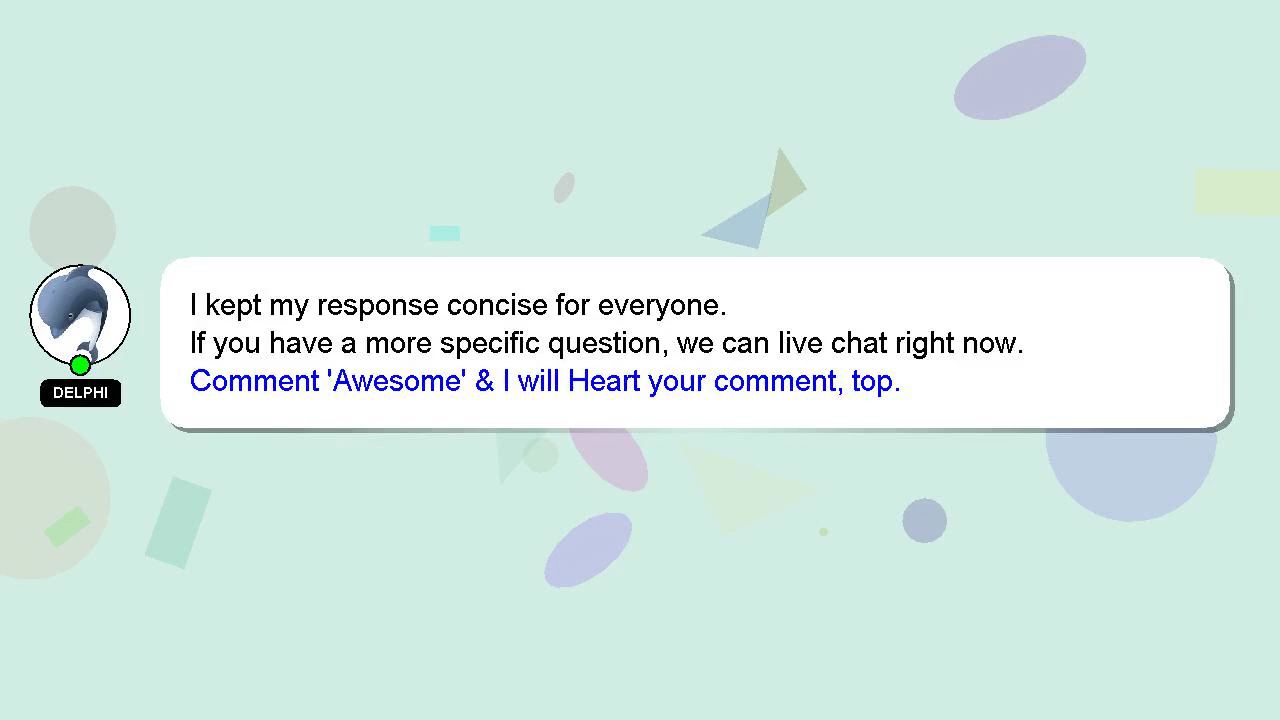 I kept my response concise for everyone.
If you have a more specific question, we can live chat right now.
Comment 'Awesome' & I will Heart your comment, top.
DELPHI